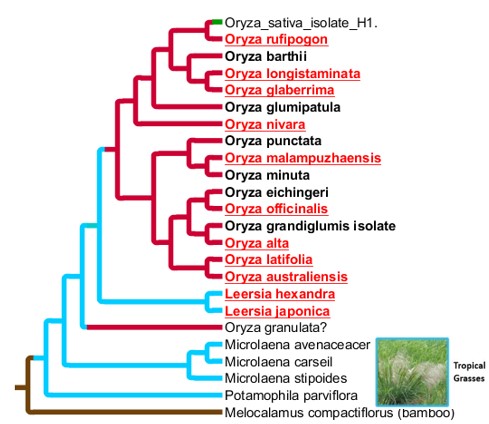 Oryza_sativa_isolate_H1.
Oryza rufipogon
Oryza barthii
Oryza longistaminata
Oryza glaberrima
Oryza glumipatula
Oryza nivara
Oryza punctata
Oryza malampuzhaensis
Oryza minuta
Oryza eichingeri
Oryza officinalis
Oryza grandiglumis isolate
Oryza alta
Oryza latifolia
Oryza australiensis
Leersia hexandra
Leersia japonica
Oryza granulata?
Microlaena avenaceacer
Microlaena carseil
Microlaena stipoides
Potamophila parviflora
Melocalamus compactiflorus (bamboo)
Tropical
Grasses